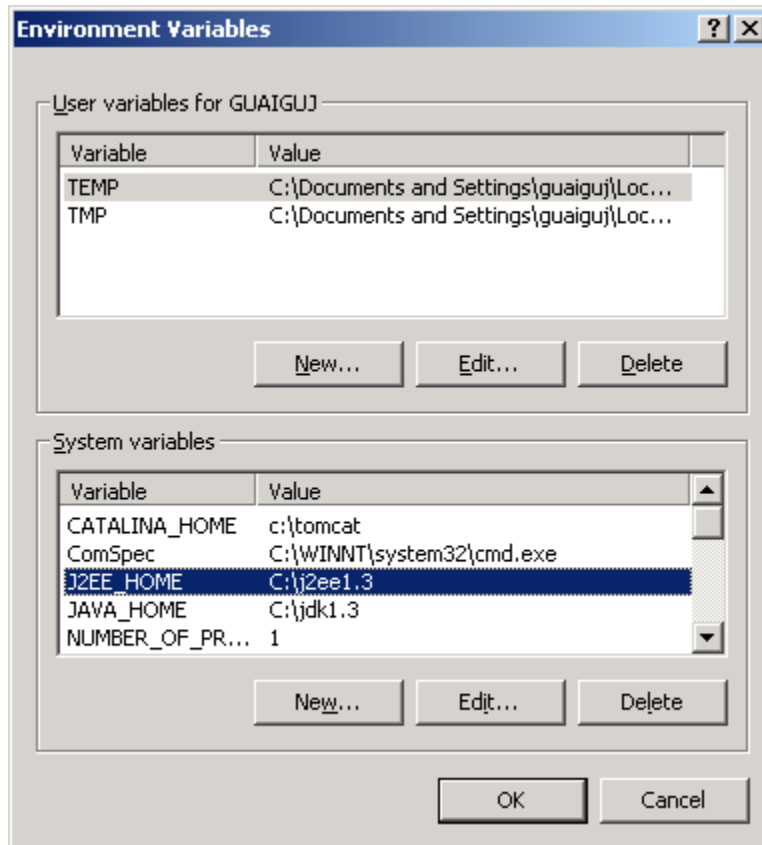 Environment Variables
User variables for GUAIGUJ
Variable Value
TEMP C:\Documents and Settings\guaiguj\Loc...
TMP C:\Documents and Settings\guaiguj\Loc...
New... Edit... Delete
System variables
Variable Value
CATALINA_HOME c:\tomcat
ComSpec C:\WINNT\system32\cmd.exe
J2EE_HOME C:\j2ee1.3
JAVA_HOME C:\jdk1.3
NUMBER_OF_PR... 1
New... Edit... Delete
OK Cancel